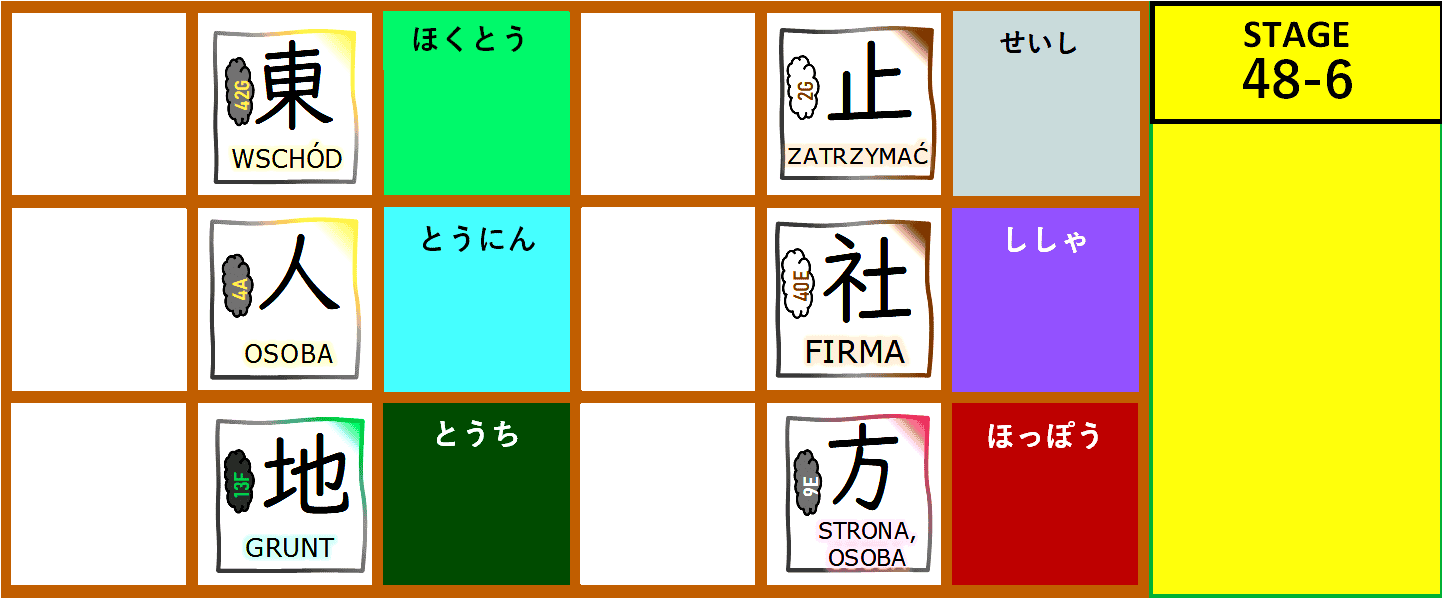 東
42G
WSCHÓD
ほくとう
止
2G
ZATRZYMAĆ
せいし
STAGE
48-6
人
4A
OSOBA
とうにん
社
40E
FIRMA
ししゃ
地
13F
GRUNT
とうち
方
9E
STRONA,
OSOBA
ほっぽう